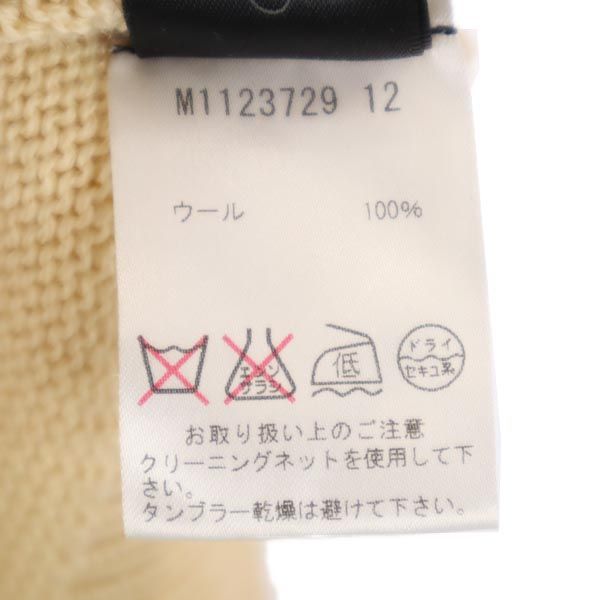 M1123729 12
ウール 100%
エンソ
サラシ
低
ドライ
セキユ系
お取り扱い上のご注意
クリーニングネットを使用して下
さい。
タンブラー乾燥は避けて下さい。